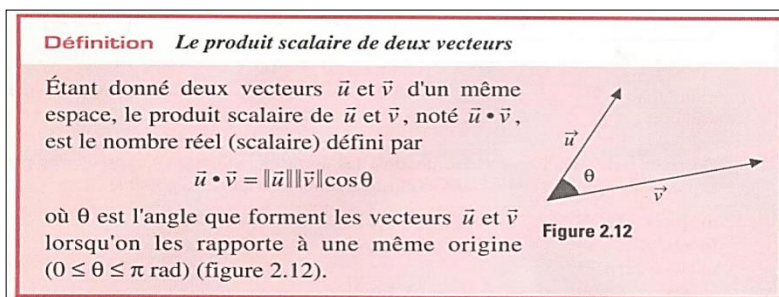 Définition Le produit scalaire de deux vecteurs
Étant donné deux vecteurs u⃗ et v⃗ d'un même
espace, le produit scalaire de u⃗ et v⃗, noté u⃗ • v⃗,
est le nombre réel (scalaire) défini par
u⃗ • v⃗ = ‖u⃗‖‖v⃗‖cosθ
où θ est l'angle que forment les vecteurs u⃗ et v⃗
lorsqu'on les rapporte à une même origine
(0 ≤ θ ≤ π rad) (figure 2.12).
u⃗
θ
v⃗
Figure 2.12